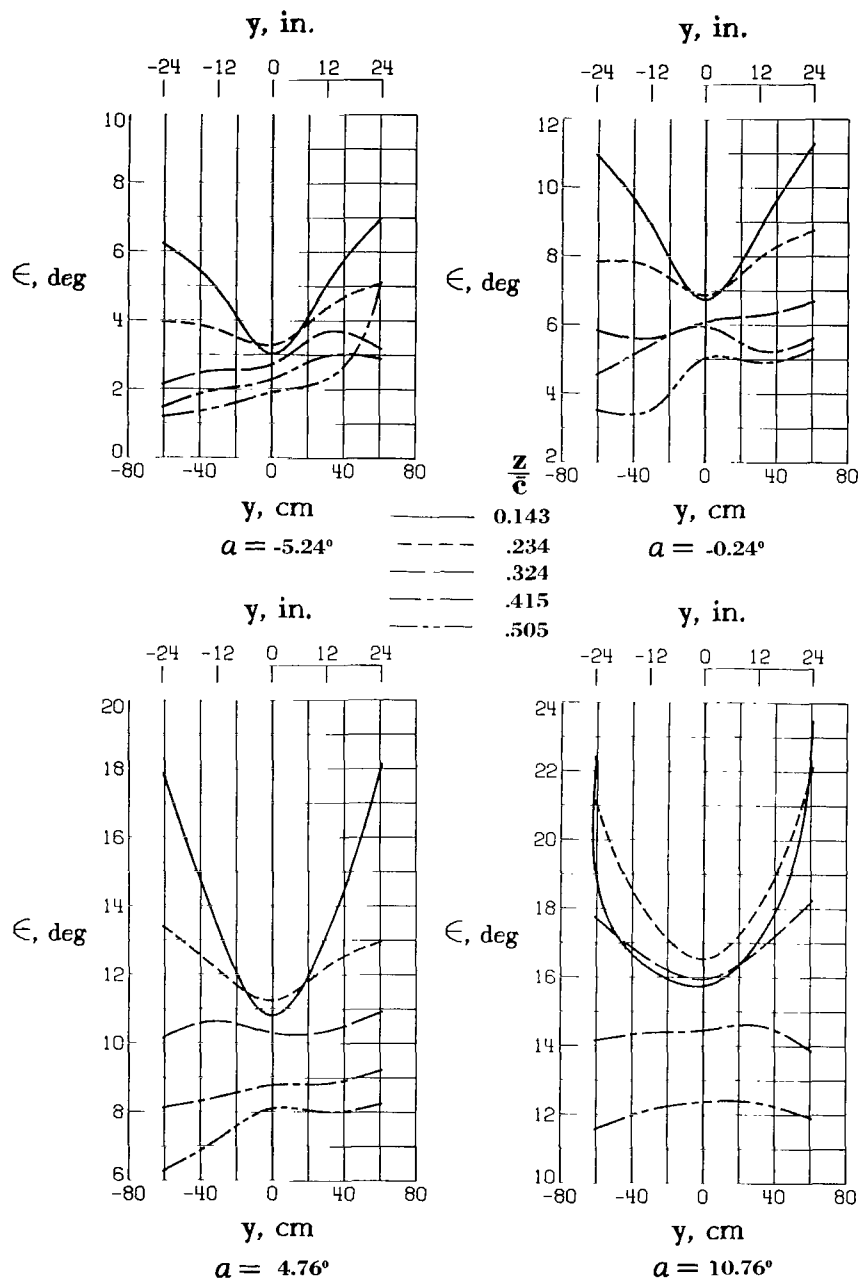 y, in.
-24 -12 0 12 24
10
8
6
4
2
0
ϵ, deg
-80 -40 0 40 80
y, cm
a = -5.24°
y, in.
-24 -12 0 12 24
12
10
8
6
4
2
ϵ, deg
-80 -40 0 40 80
y, cm
a = -0.24°
z
c̄
0.143
.234
.324
.415
.505
y, in.
-24 -12 0 12 24
20
18
16
14
12
10
8
6
ϵ, deg
-80 -40 0 40 80
y, cm
a = 4.76°
y, in.
-24 -12 0 12 24
24
22
20
18
16
14
12
10
ϵ, deg
-80 -40 0 40 80
y, cm
a = 10.76°